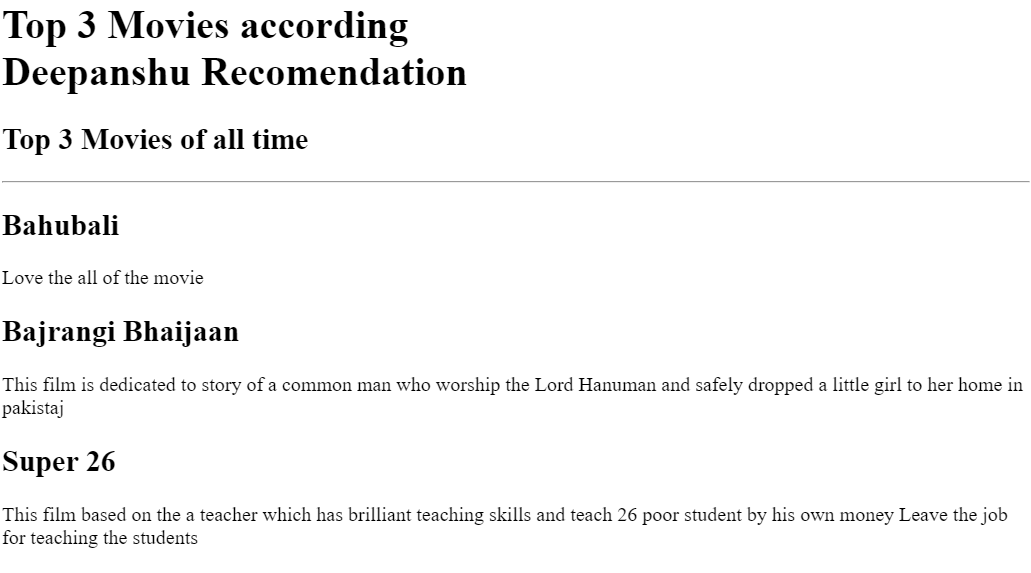 Top 3 Movies according
Deepanshu Recomendation
Top 3 Movies of all time
Bahubali
Love the all of the movie
Bajrangi Bhaijaan
This film is dedicated to story of a common man who worship the Lord Hanuman and safely dropped a little girl to her home in
pakistaj
Super 26
This film based on the a teacher which has brilliant teaching skills and teach 26 poor student by his own money Leave the job
for teaching the students